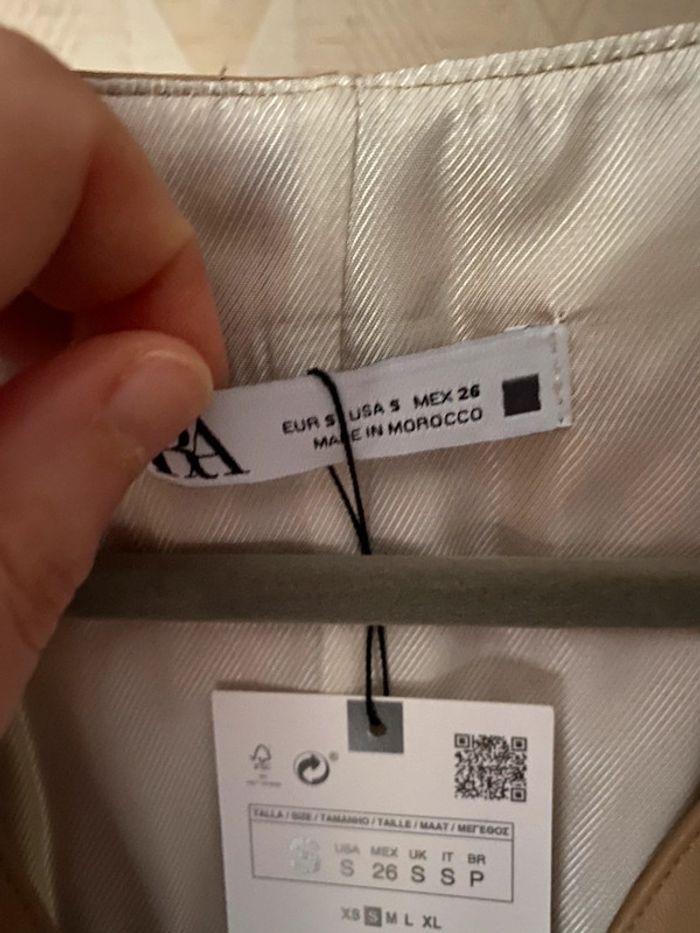 EUR S USA S MEX 26
MADE IN MOROCCO
TALLA / SIZE / TAMANHO / TAILLE / MAAT / ΜΕΓΕΘΟΣ
USA MEX UK IT BR
S 26 S S P
XS S M L XL